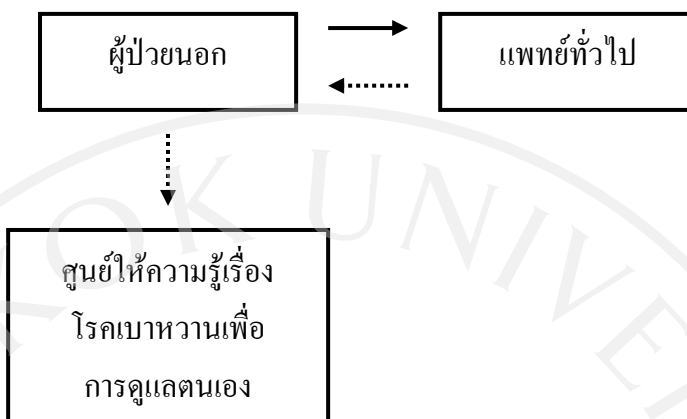 ผู้ป่วยนอก
แพทย์ทั่วไป
ศูนย์ให้ความรู้เรื่อง
โรคเบาหวานเพื่อ
การดูแลตนเอง
OK UNIVE